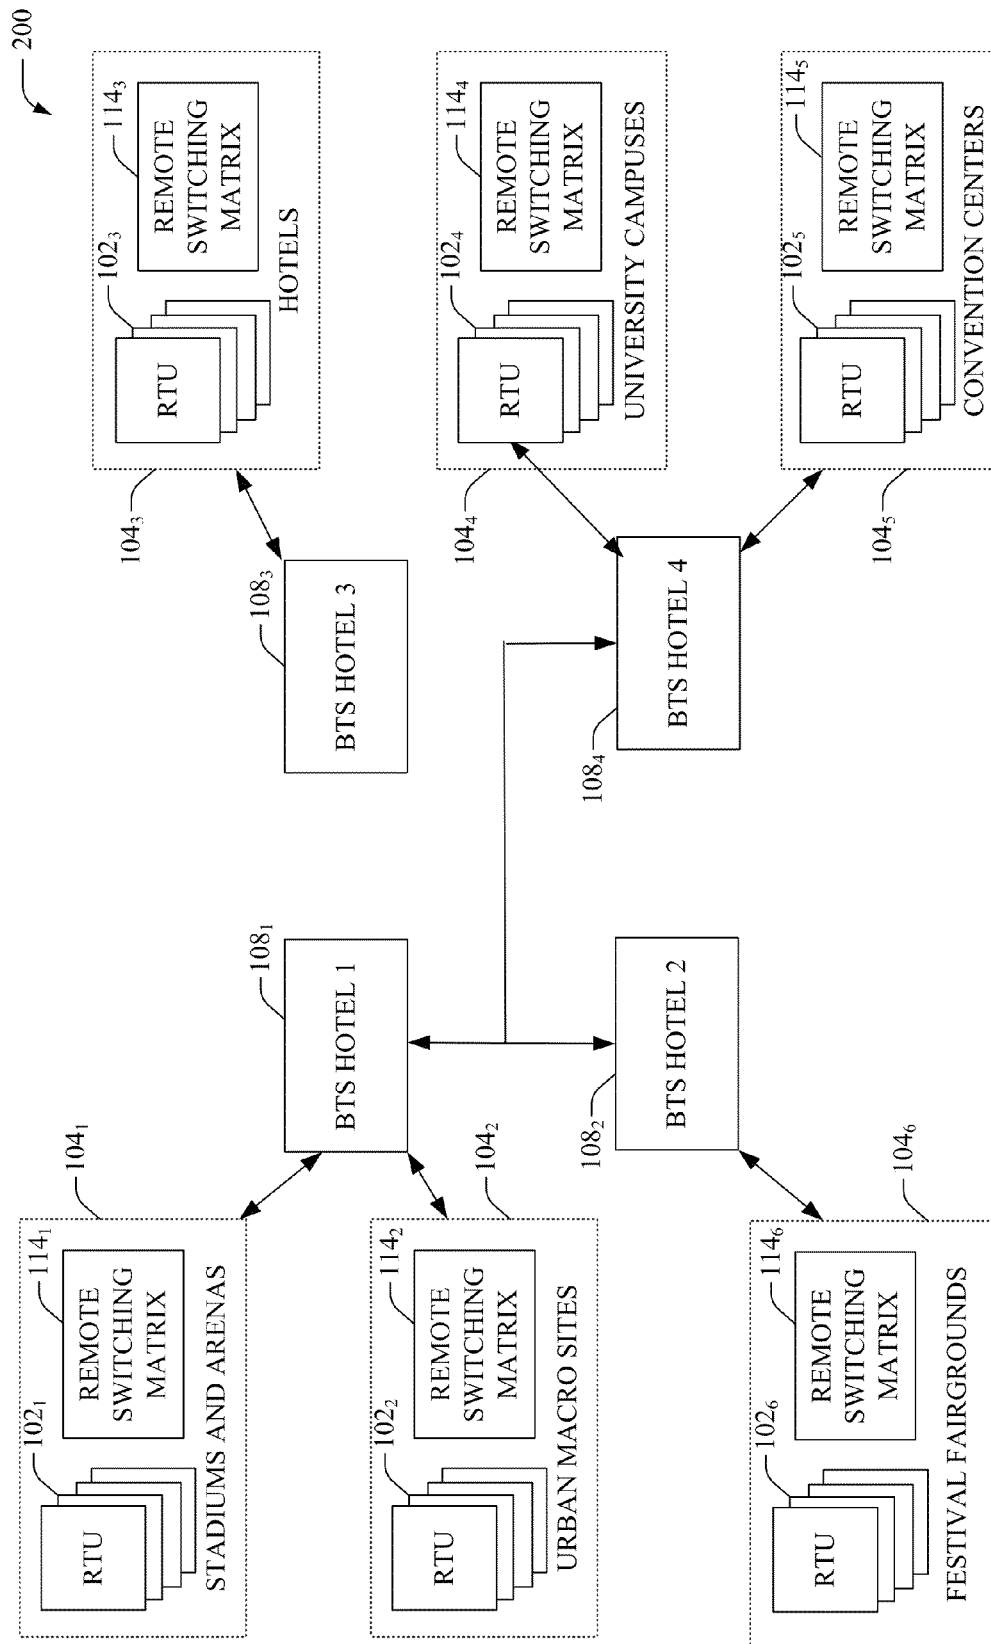 200
104₁
102₁
114₁
RTU
REMOTE
SWITCHING
MATRIX
STADIUMS AND ARENAS
108₁
BTS HOTEL 1
108₃
BTS HOTEL 3
104₃
102₃
114₃
RTU
REMOTE
SWITCHING
MATRIX
HOTELS
104₂
102₂
114₂
RTU
REMOTE
SWITCHING
MATRIX
URBAN MACRO SITES
104₄
102₄
114₄
RTU
REMOTE
SWITCHING
MATRIX
UNIVERSITY CAMPUSES
108₂
BTS HOTEL 2
108₄
BTS HOTEL 4
104₆
102₆
114₆
RTU
REMOTE
SWITCHING
MATRIX
FESTIVAL FAIRGROUNDS
104₅
102₅
114₅
RTU
REMOTE
SWITCHING
MATRIX
CONVENTION CENTERS